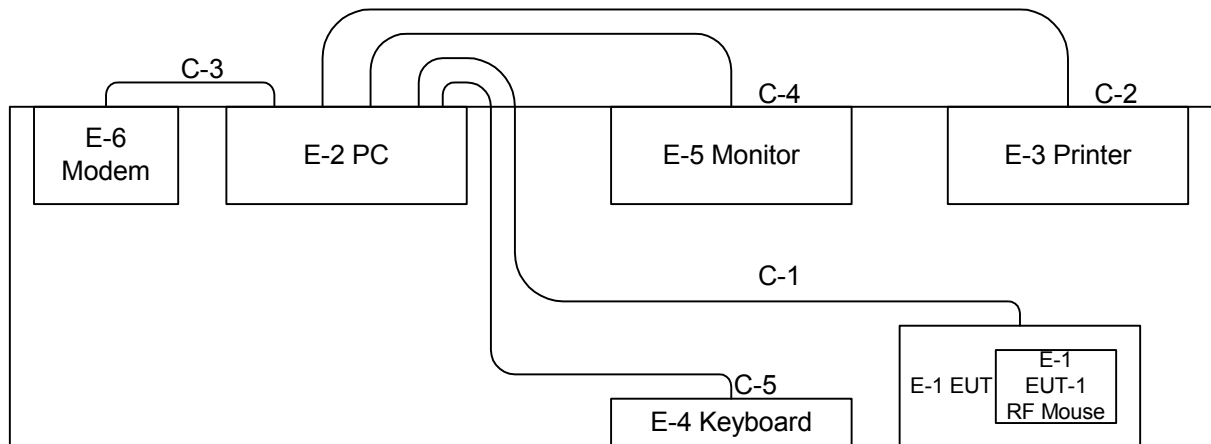 C-3
C-4
C-2
E-6
Modem
E-2 PC
E-5 Monitor
E-3 Printer
C-1
E-1 EUT
E-1
EUT-1
RF Mouse
C-5
E-4 Keyboard